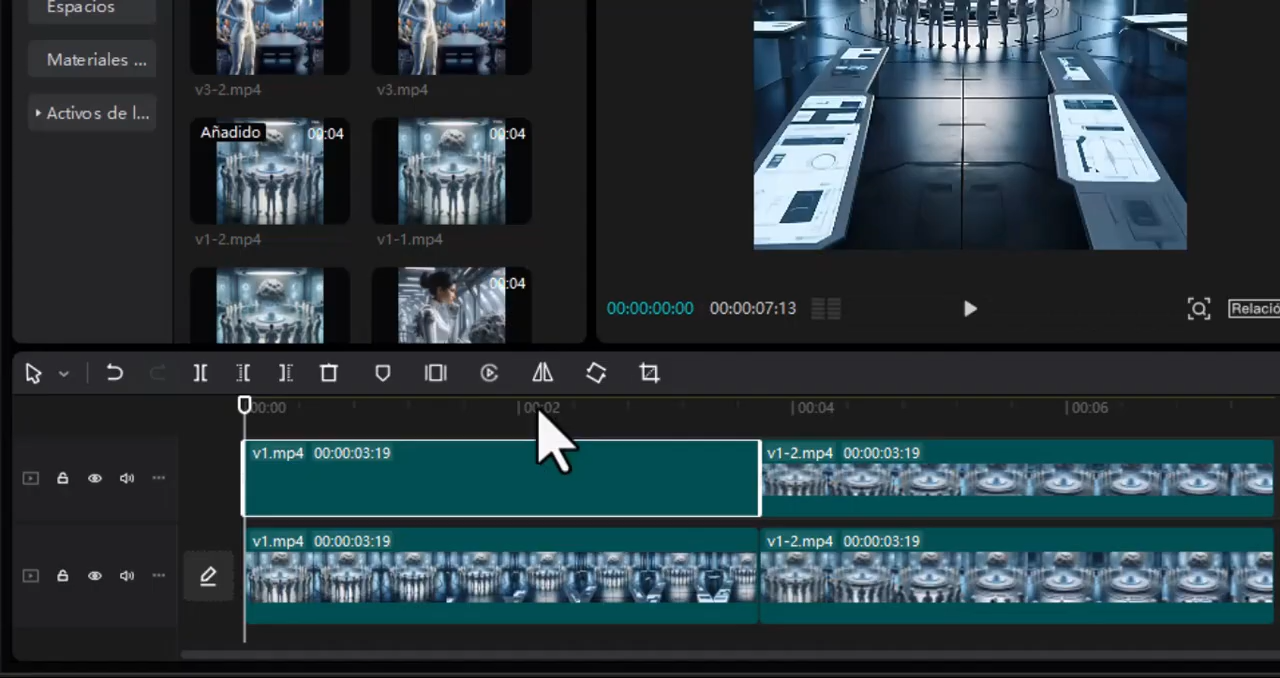 Espacios
Materiales ...
Activos de l...
v3-2.mp4
v3.mp4
Añadido
00:04
00:04
v1-2.mp4
v1-1.mp4
00:04
00:00:00:00
00:00:07:13
Relació
00:00
00:02
00:04
00:06
v1.mp4 00:00:03:19
v1-2.mp4 00:00:03:19
v1.mp4 00:00:03:19
v1-2.mp4 00:00:03:19